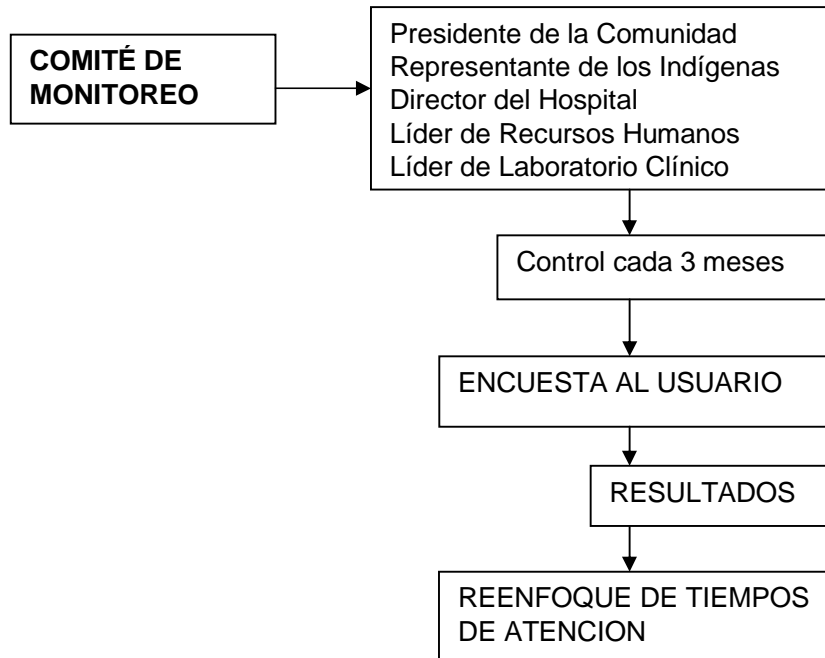 COMITÉ DE
MONITOREO
Presidente de la Comunidad
Representante de los Indígenas
Director del Hospital
Líder de Recursos Humanos
Líder de Laboratorio Clínico
Control cada 3 meses
ENCUESTA AL USUARIO
RESULTADOS
REENFOQUE DE TIEMPOS
DE ATENCION